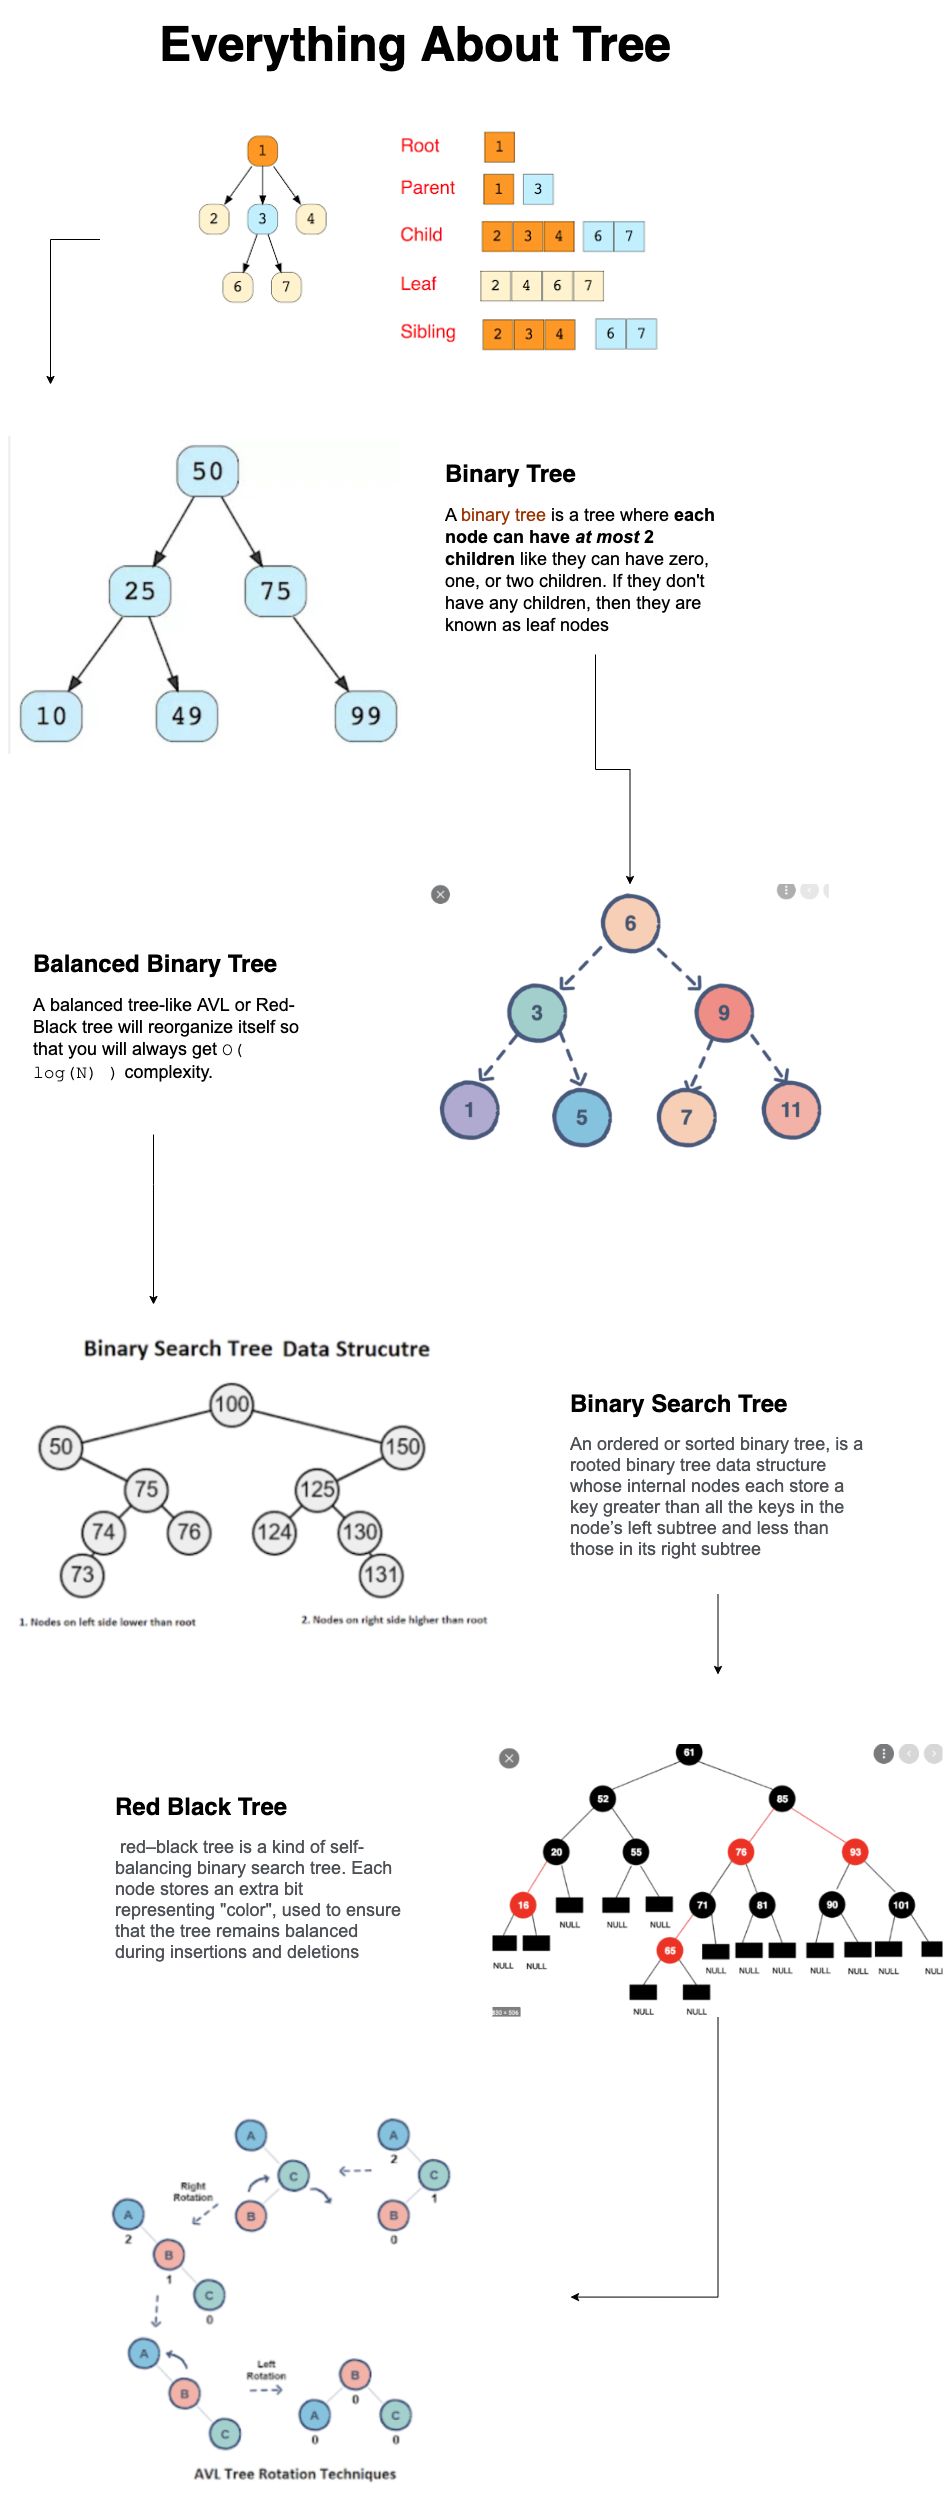 Everything About Tree
1
2 3 4
6 7
Root 1
Parent 1 3
Child 2 3 4 6 7
Leaf 2 4 6 7
Sibling 2 3 4 6 7
50
25 75
10 49 99
Binary Tree
A binary tree is a tree where each
node can have at most 2
children like they can have zero,
one, or two children. If they don't
have any children, then they are
known as leaf nodes
Balanced Binary Tree
A balanced tree-like AVL or Red-
Black tree will reorganize itself so
that you will always get O(
log(N) ) complexity.
6
3 9
1 5 7 11
Binary Search Tree Data Strucutre
100
50 150
75 125
74 76 124 130
73 131
1. Nodes on left side lower than root
2. Nodes on right side higher than root
Binary Search Tree
An ordered or sorted binary tree, is a
rooted binary tree data structure
whose internal nodes each store a
key greater than all the keys in the
node's left subtree and less than
those in its right subtree
Red Black Tree
red–black tree is a kind of self-
balancing binary search tree. Each
node stores an extra bit
representing "color", used to ensure
that the tree remains balanced
during insertions and deletions
61
52 85
20 55 76 93
16 71 81 90 101
NULL NULL NULL
65
NULL NULL NULL NULL NULL NULL NULL NULL NULL
NULL NULL
A A
2
C C
1
Right
Rotation
B B
0
A
2
B
1
C
0
A
B
C
Left
Rotation
B
0
A C
0 0
AVL Tree Rotation Techniques